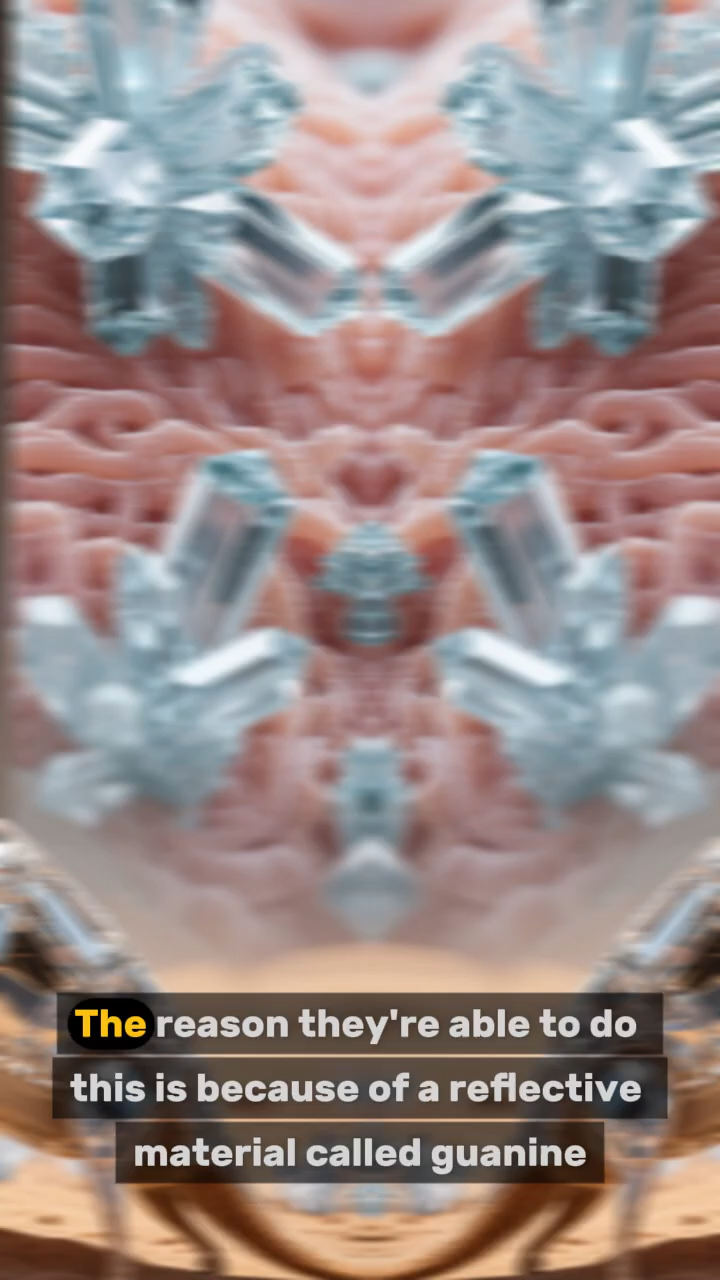 The reason they're able to do
this is because of a reflective
material called guanine